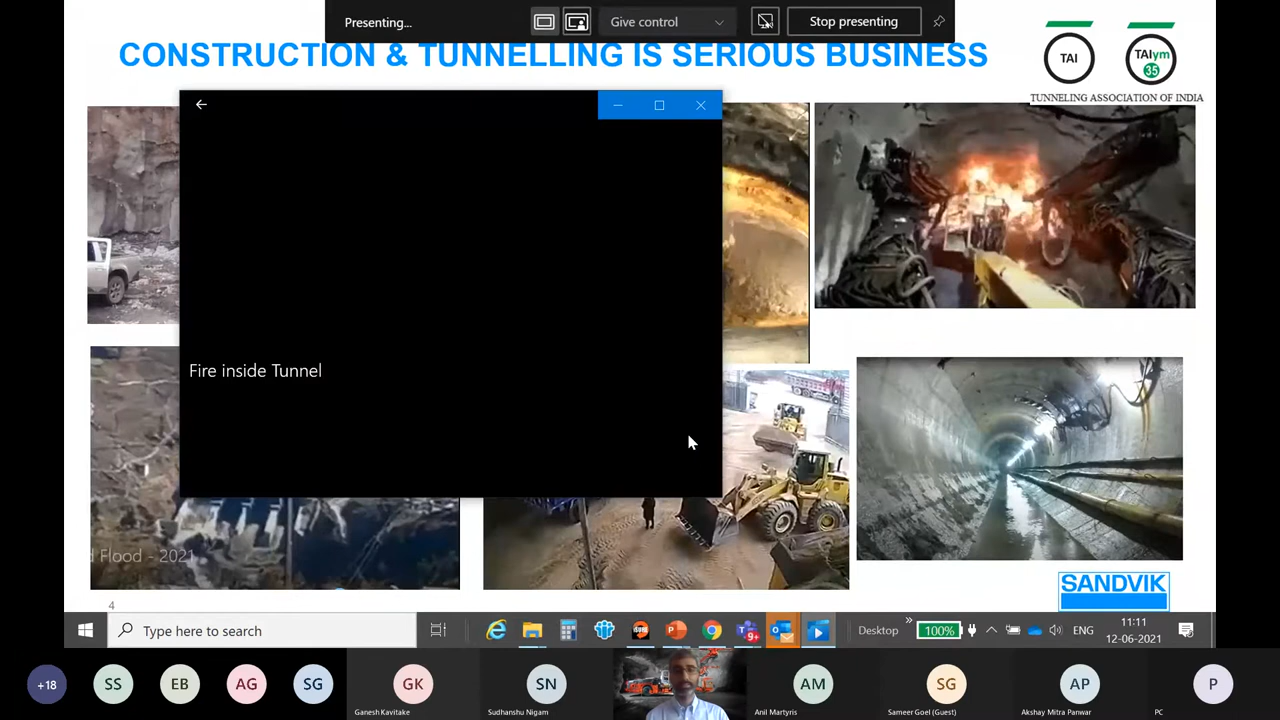 Presenting...
Give control
Stop presenting
CONSTRUCTION & TUNNELLING IS SERIOUS BUSINESS
TAI
TAIym
35
TUNNELING ASSOCIATION OF INDIA
Fire inside Tunnel
d Flood - 2021
SANDVIK
4
Type here to search
9+
Desktop
100%
ENG
11:11
12-06-2021
+18
SS
EB
AG
SG
GK
Ganesh Kavitake
SN
Sudhanshu Nigam
AM
Anil Martyris
SG
Sameer Goel (Guest)
AP
Akshay Mitra Panwar
P
PC